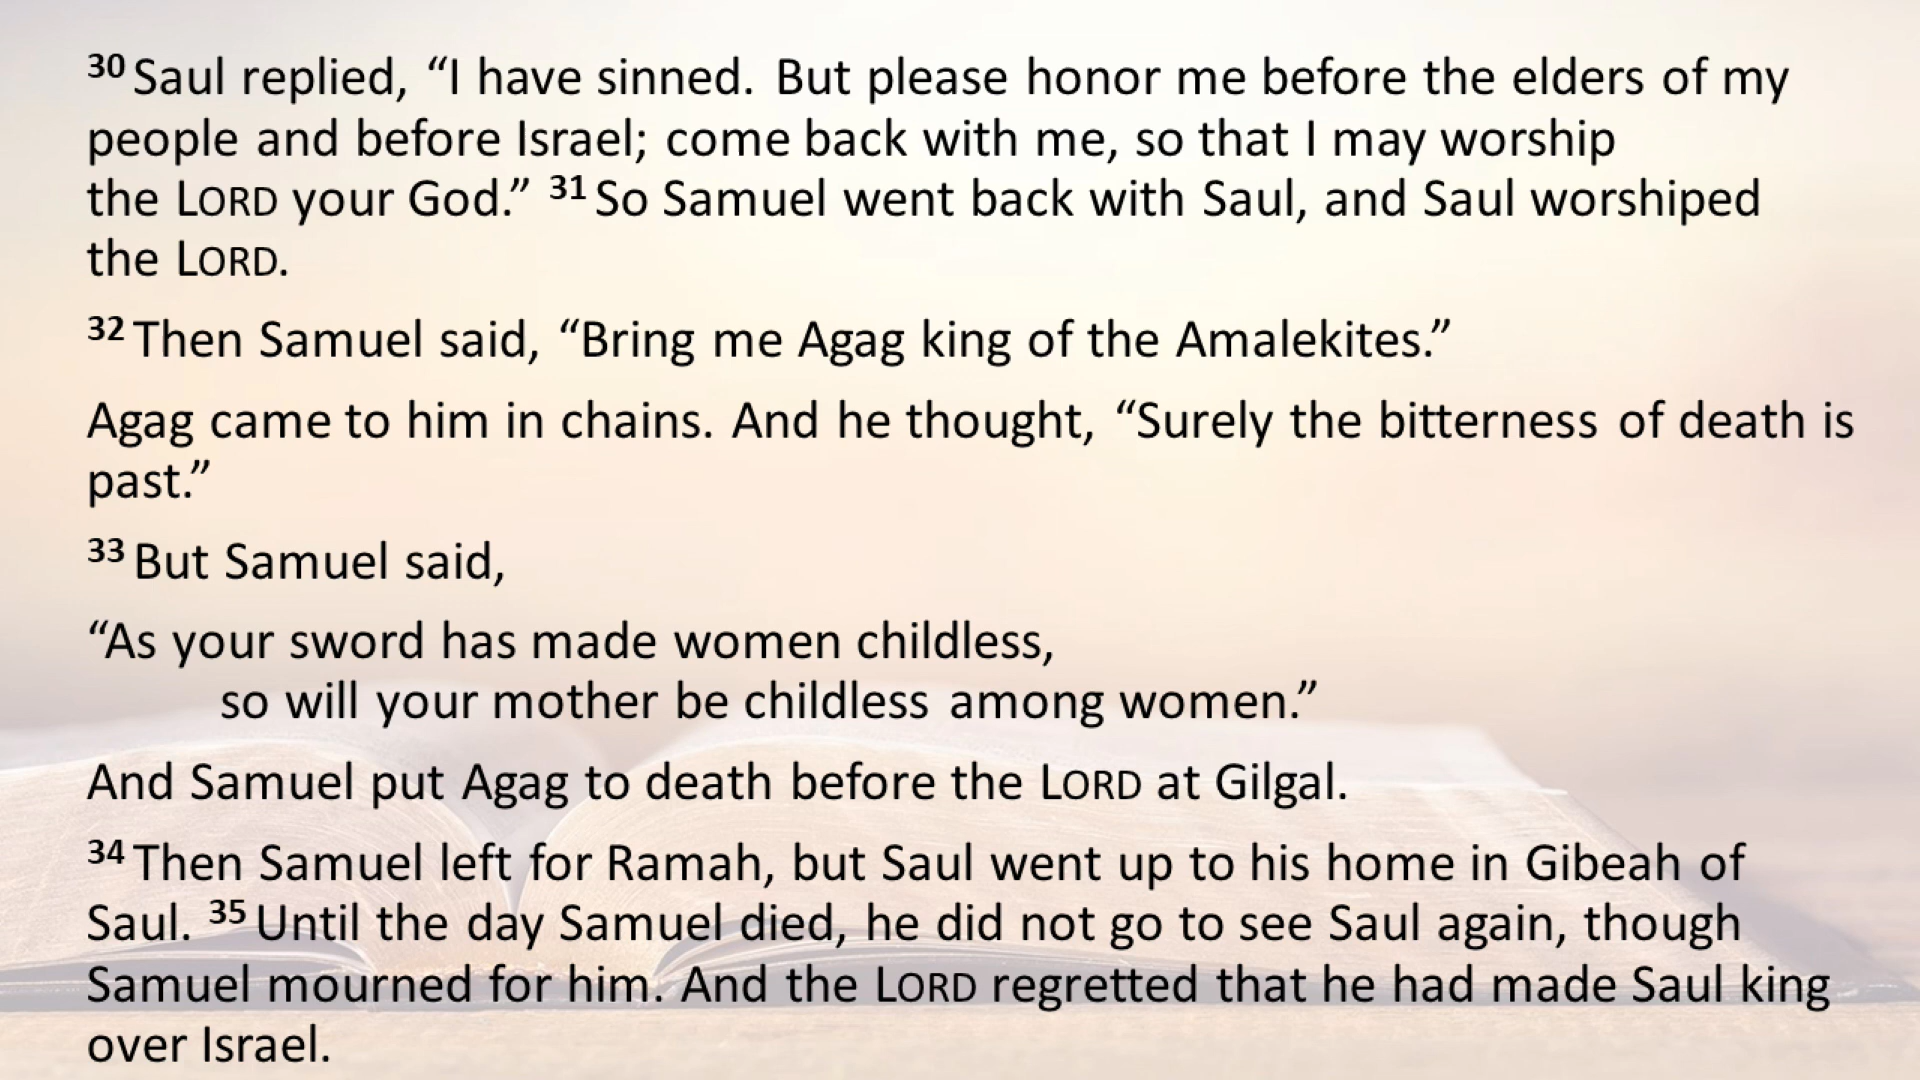 30 Saul replied, “I have sinned. But please honor me before the elders of my
people and before Israel; come back with me, so that I may worship
the LORD your God.” 31 So Samuel went back with Saul, and Saul worshiped
the LORD.
32 Then Samuel said, “Bring me Agag king of the Amalekites.”
Agag came to him in chains. And he thought, “Surely the bitterness of death is
past.”
33 But Samuel said,
“As your sword has made women childless,
so will your mother be childless among women.”
And Samuel put Agag to death before the LORD at Gilgal.
34 Then Samuel left for Ramah, but Saul went up to his home in Gibeah of
Saul. 35 Until the day Samuel died, he did not go to see Saul again, though
Samuel mourned for him. And the LORD regretted that he had made Saul king
over Israel.